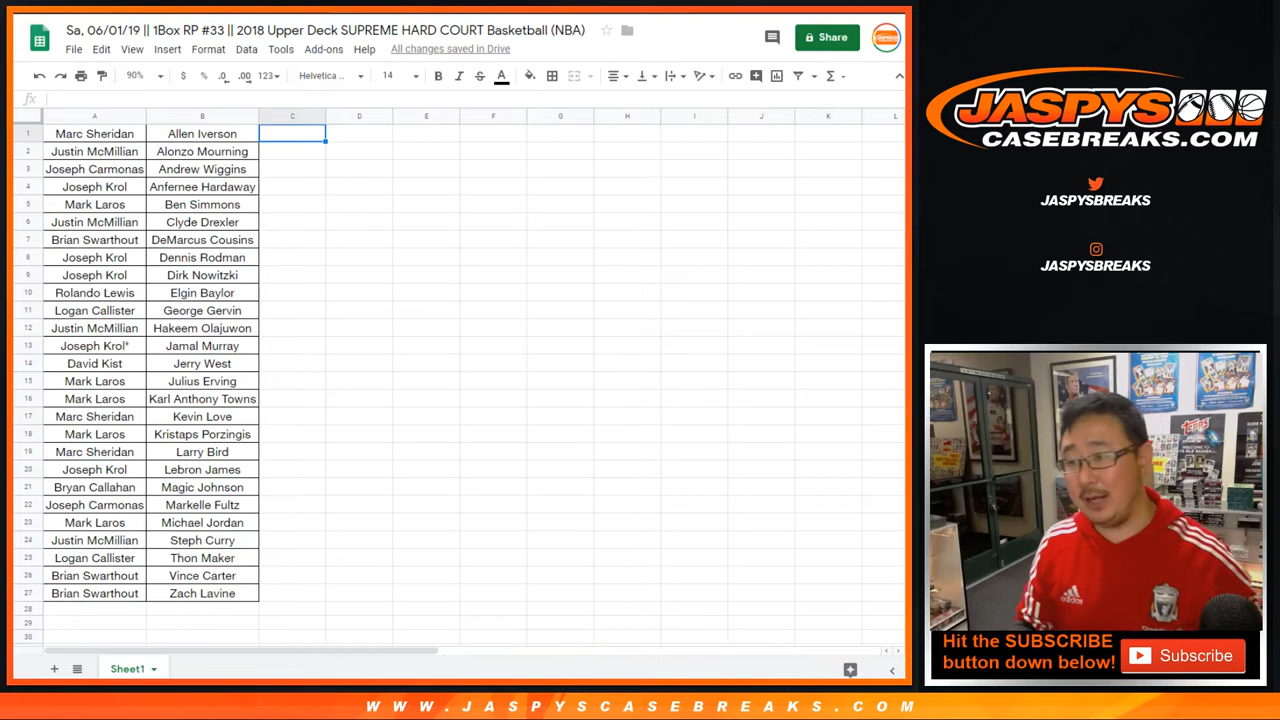 Sa, 06/01/19 || 1Box RP #33 || 2018 Upper Deck SUPREME HARD COURT Basketball (NBA)
Share
File Edit View Insert Format Data Tools Add-ons Help All changes saved in Drive
90% $ % .0 .00 123 Helvetica ... 14 B I S A
fx
A B C D E F G H I J K L
1 Marc Sheridan Allen Iverson
2 Justin McMillian Alonzo Mourning
3 Joseph Carmonas Andrew Wiggins
4 Joseph Krol Anfernee Hardaway
5 Mark Laros Ben Simmons
6 Justin McMillian Clyde Drexler
7 Brian Swarthout DeMarcus Cousins
8 Joseph Krol Dennis Rodman
9 Joseph Krol Dirk Nowitzki
10 Rolando Lewis Elgin Baylor
11 Logan Callister George Gervin
12 Justin McMillian Hakeem Olajuwon
13 Joseph Krol* Jamal Murray
14 David Kist Jerry West
15 Mark Laros Julius Erving
16 Mark Laros Karl Anthony Towns
17 Marc Sheridan Kevin Love
18 Mark Laros Kristaps Porzingis
19 Marc Sheridan Larry Bird
20 Joseph Krol Lebron James
21 Bryan Callahan Magic Johnson
22 Joseph Carmonas Markelle Fultz
23 Mark Laros Michael Jordan
24 Justin McMillian Steph Curry
25 Logan Callister Thon Maker
26 Brian Swarthout Vince Carter
27 Brian Swarthout Zach Lavine
28
29
30
Sheet1
JASPYS
CASEBREAKS.COM
JASPYSBREAKS
JASPYSBREAKS
Topps
adidas
Hit the SUBSCRIBE
button down below!
Subscribe
WWW.JASPYSCASEBREAKS.COM